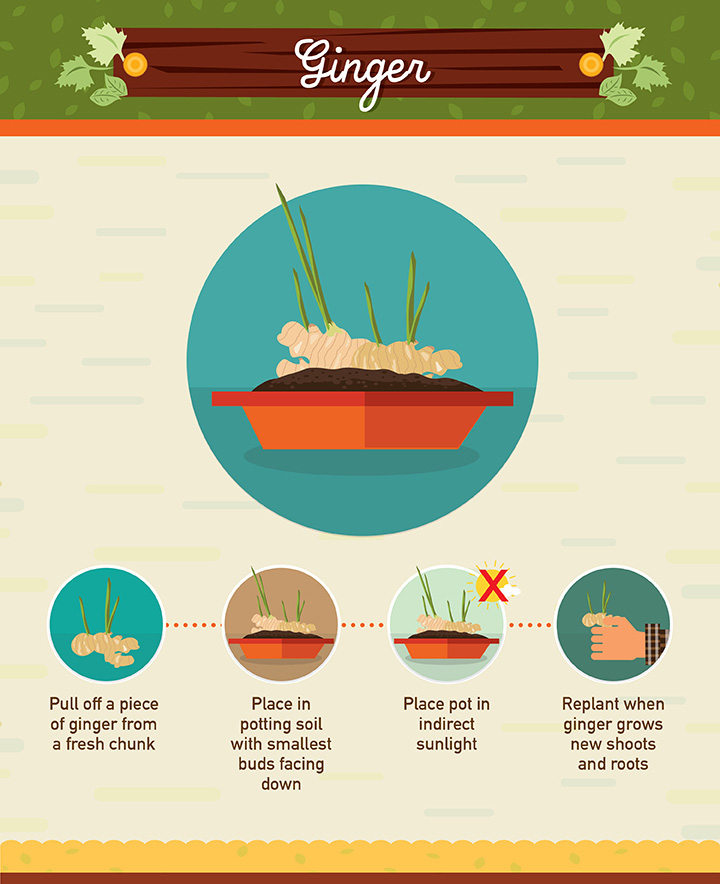 Ginger
Pull off a piece
of ginger from
a fresh chunk
Place in
potting soil
with smallest
buds facing
down
Place pot in
indirect
sunlight
Replant when
ginger grows
new shoots
and roots